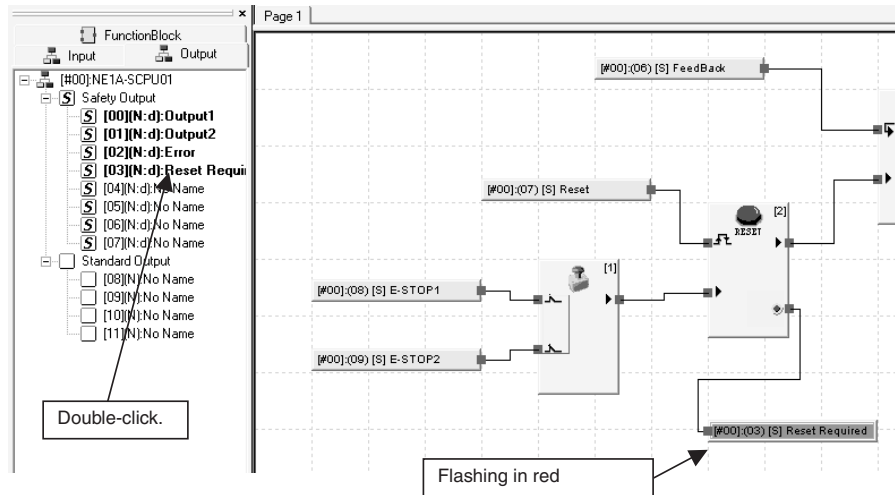 FunctionBlock
Input
Output
[#00]:NE1A-SCPU01
Safety Output
[00](N:d):Output1
[01](N:d):Output2
[02](N:d):Error
[03](N:d):Reset Requi
[04](N:d):No Name
[05](N:d):No Name
[06](N:d):No Name
[07](N:d):No Name
Standard Output
[08](N):No Name
[09](N):No Name
[10](N):No Name
[11](N):No Name
Double-click.
Page 1
[#00]:(06) [S] FeedBack
[#00]:(07) [S] Reset
[2]
RESET
[1]
[#00]:(08) [S] E-STOP1
[#00]:(09) [S] E-STOP2
[#00]:(03) [S] Reset Required
Flashing in red